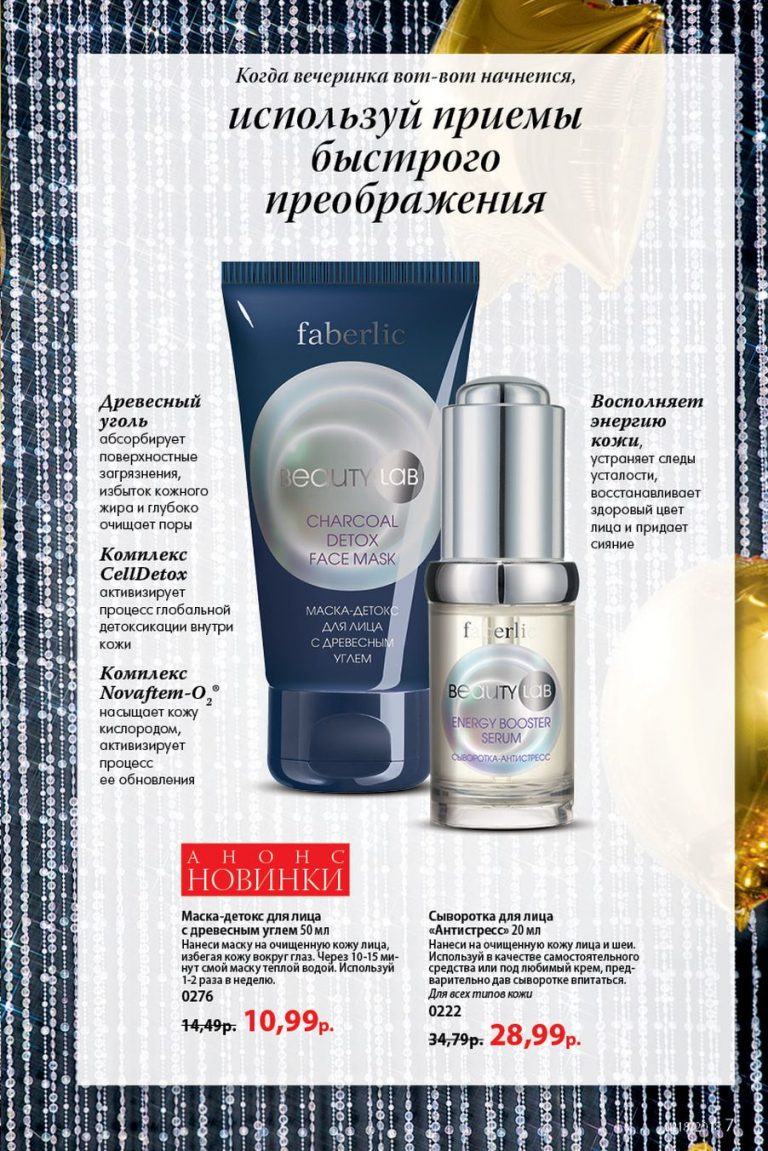 Когда вечеринка вот-вот начнется,
используй приемы
быстрого
преображения
faberlic
BEAUTY LAB
CHARCOAL
DETOX
FACE MASK
МАСКА-ДЕТОКС
ДЛЯ ЛИЦА
С ДРЕВЕСНЫМ
УГЛЕМ
Древесный
уголь
абсорбирует
поверхностные
загрязнения,
избыток кожного
жира и глубоко
очищает поры
Комплекс
CellDetox
активизирует
процесс глобальной
детоксикации внутри
кожи
Комплекс
Novaftem-O₂®
насыщает кожу
кислородом,
активизирует
процесс
ее обновления
Восполняет
энергию
кожи,
устраняет следы
усталости,
восстанавливает
здоровый цвет
лица и придает
сияние
faberlic
BEAUTY LAB
ENERGY BOOSTER
SERUM
СЫВОРОТКА-АНТИСТРЕСС
АНОНС
НОВИНКИ
Маска-детокс для лица
с древесным углем 50 мл
Нанеси маску на очищенную кожу лица,
избегая кожу вокруг глаз. Через 10-15 ми-
нут смой маску теплой водой. Используй
1-2 раза в неделю.
0276
14,49р. 10,99р.
Сыворотка для лица
«Антистресс» 20 мл
Нанеси на очищенную кожу лица и шеи.
Используй в качестве самостоятельного
средства или под любимый крем, пред-
варительно дав сыворотке впитаться.
Для всех типов кожи
0222
34,79р. 28,99р.
7